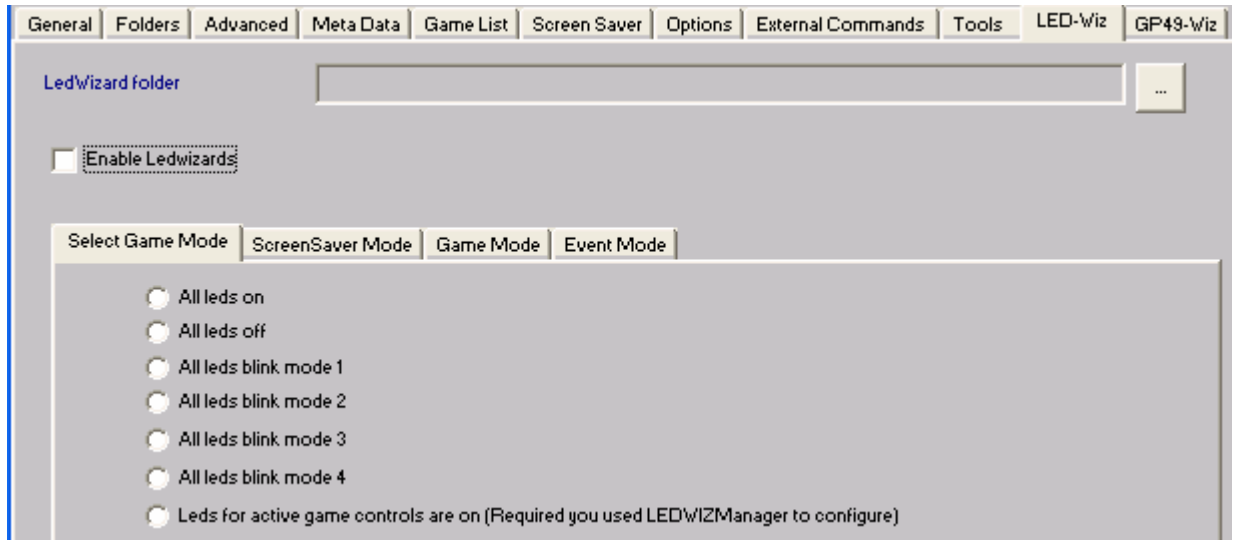 General Folders Advanced Meta Data Game List Screen Saver Options External Commands Tools LED-Wiz GP49-Wiz
LedWizard folder ...
Enable Ledwizards
Select Game Mode ScreenSaver Mode Game Mode Event Mode
All leds on
All leds off
All leds blink mode 1
All leds blink mode 2
All leds blink mode 3
All leds blink mode 4
Leds for active game controls are on (Required you used LEDWIZManager to configure)